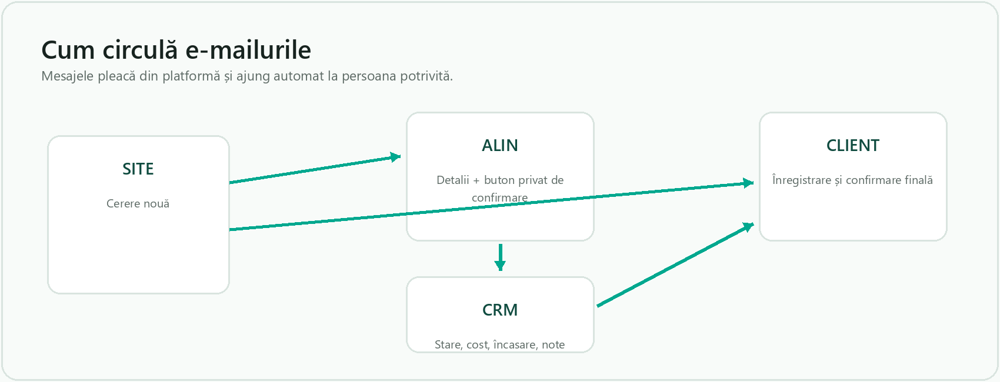 Cum circulă e-mailurile
Mesajele pleacă din platformă și ajung automat la persoana potrivită.
SITE
Cerere nouă
ALIN
Detalii + buton privat de
confirmare
CLIENT
Înregistrare și confirmare finală
CRM
Stare, cost, încasare, note